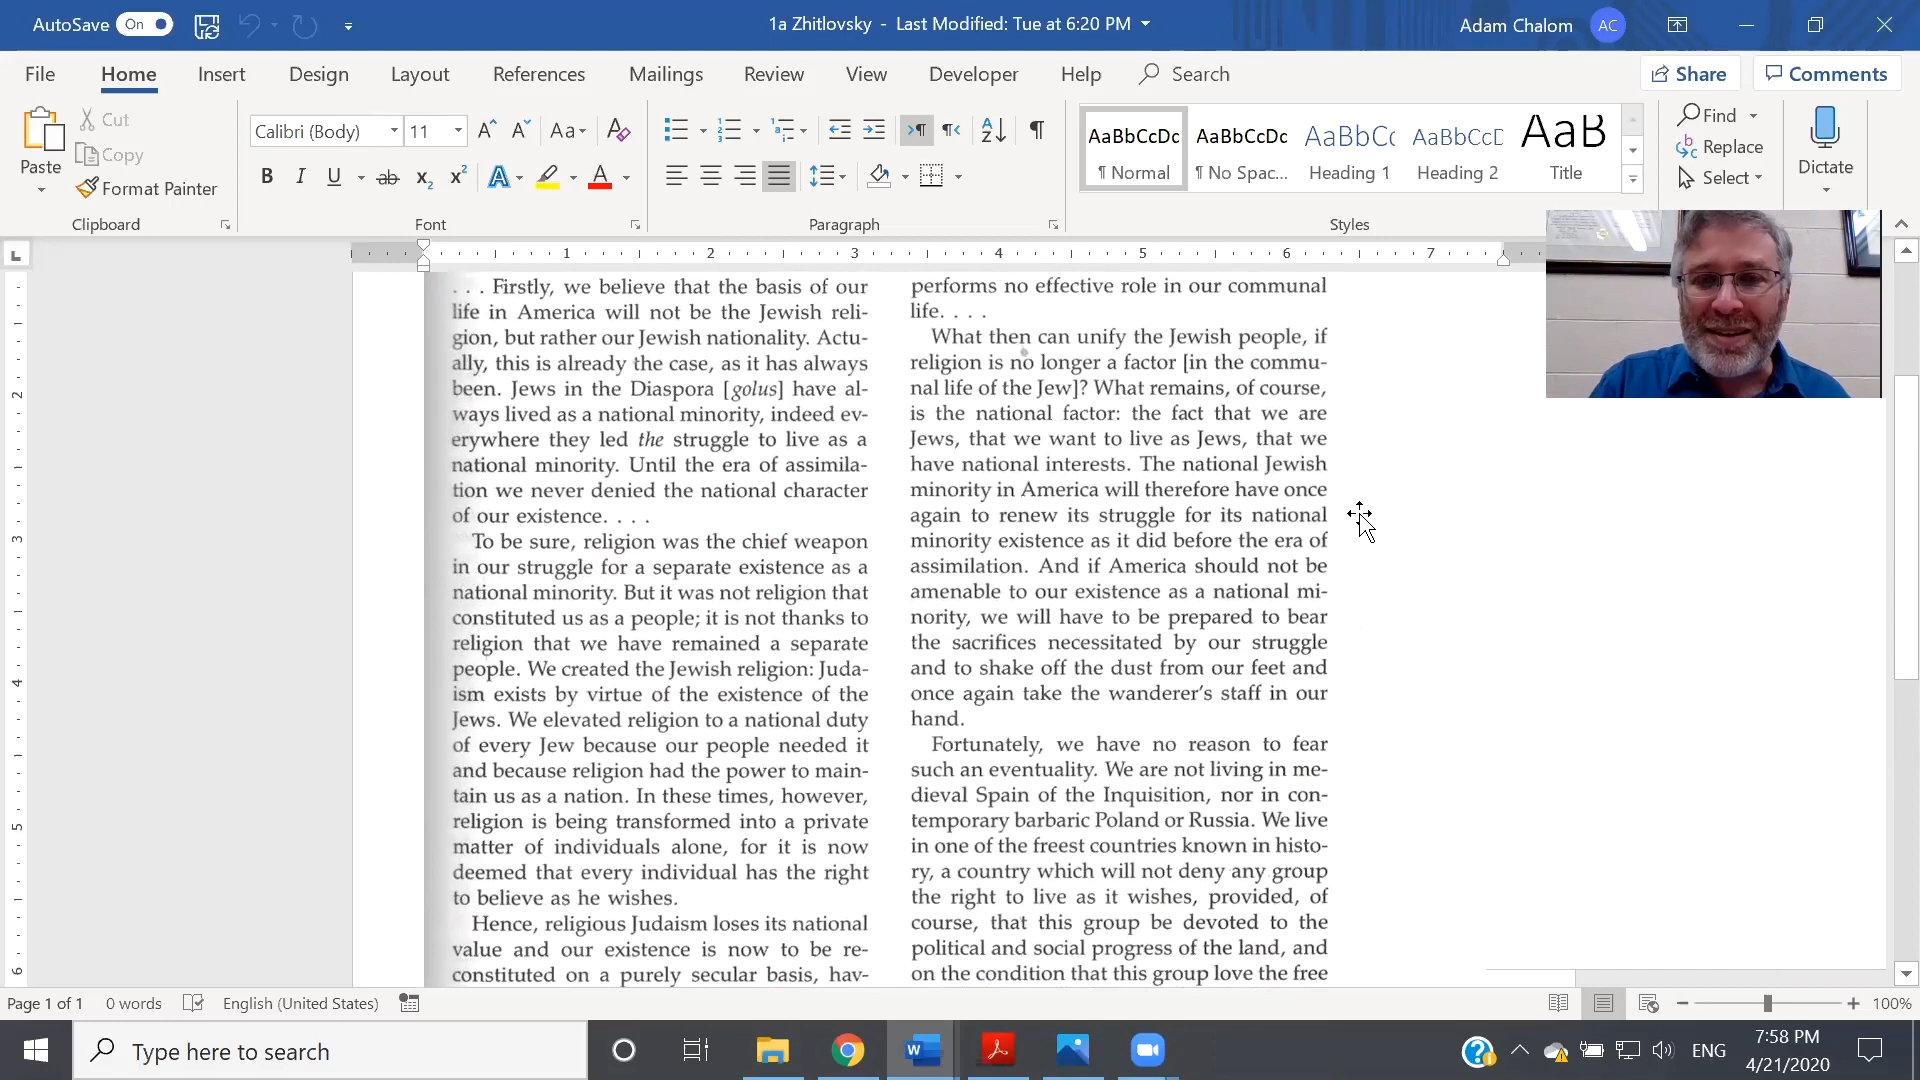 AutoSave On
1a Zhitlovsky - Last Modified: Tue at 6:20 PM
Adam Chalom AC
File Home Insert Design Layout References Mailings Review View Developer Help Search Share Comments
Paste
Cut
Copy
Format Painter
Clipboard
Calibri (Body) 11
Font
Paragraph
AaBbCcDc
¶ Normal
AaBbCcDc
¶ No Spac...
AaBbCc
Heading 1
AaBbCcD
Heading 2
AaB
Title
Styles
Find
Replace
Select
Dictate
1 2 3 4 5 6 7
1
2
3
4
5
6
. . . Firstly, we believe that the basis of our
life in America will not be the Jewish reli-
gion, but rather our Jewish nationality. Actu-
ally, this is already the case, as it has always
been. Jews in the Diaspora [golus] have al-
ways lived as a national minority, indeed ev-
erywhere they led the struggle to live as a
national minority. Until the era of assimila-
tion we never denied the national character
of our existence. . . .
To be sure, religion was the chief weapon
in our struggle for a separate existence as a
national minority. But it was not religion that
constituted us as a people; it is not thanks to
religion that we have remained a separate
people. We created the Jewish religion: Juda-
ism exists by virtue of the existence of the
Jews. We elevated religion to a national duty
of every Jew because our people needed it
and because religion had the power to main-
tain us as a nation. In these times, however,
religion is being transformed into a private
matter of individuals alone, for it is now
deemed that every individual has the right
to believe as he wishes.
Hence, religious Judaism loses its national
value and our existence is now to be re-
constituted on a purely secular basis, hav-
performs no effective role in our communal
life. . . .
What then can unify the Jewish people, if
religion is no longer a factor [in the commu-
nal life of the Jew]? What remains, of course,
is the national factor: the fact that we are
Jews, that we want to live as Jews, that we
have national interests. The national Jewish
minority in America will therefore have once
again to renew its struggle for its national
minority existence as it did before the era of
assimilation. And if America should not be
amenable to our existence as a national mi-
nority, we will have to be prepared to bear
the sacrifices necessitated by our struggle
and to shake off the dust from our feet and
once again take the wanderer's staff in our
hand.
Fortunately, we have no reason to fear
such an eventuality. We are not living in me-
dieval Spain of the Inquisition, nor in con-
temporary barbaric Poland or Russia. We live
in one of the freest countries known in histo-
ry, a country which will not deny any group
the right to live as it wishes, provided, of
course, that this group be devoted to the
political and social progress of the land, and
on the condition that this group love the free
Page 1 of 1 0 words English (United States) 100%
Type here to search
ENG
7:58 PM
4/21/2020